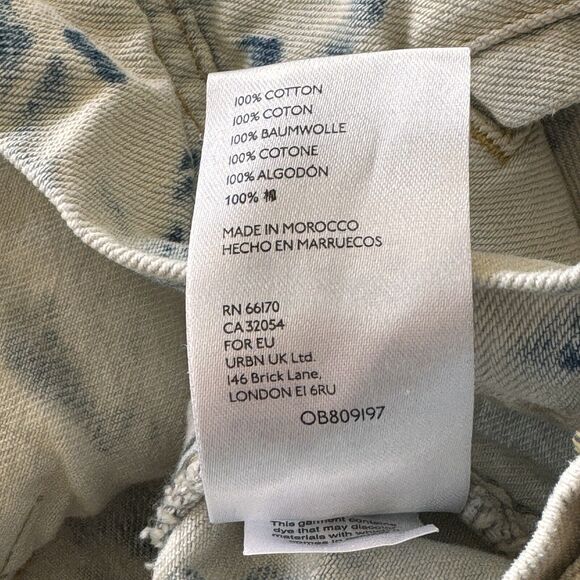 100% COTTON
100% COTON
100% BAUMWOLLE
100% COTONE
100% ALGODÓN
100% 棉
MADE IN MOROCCO
HECHO EN MARRUECOS
RN 66170
CA 32054
FOR EU
URBN UK Ltd.
146 Brick Lane,
LONDON E1 6RU
OB809197
This garment contains
dye that may discolor
materials with